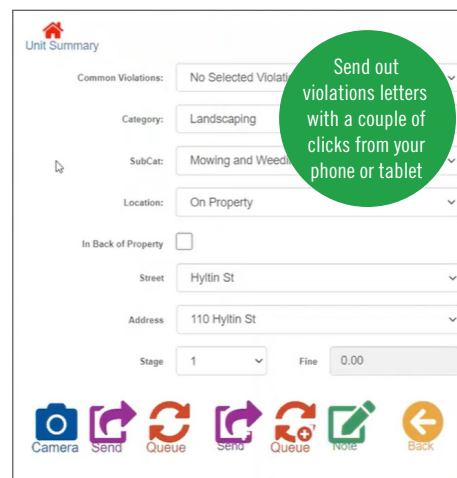 Unit Summary
Common Violations: No Selected Violati
Send out
violations letters
with a couple of
clicks from your
phone or tablet
Category: Landscaping
SubCat: Mowing and Weedi
Location: On Property
In Back of Property
Street Hyltin St
Address 110 Hyltin St
Stage 1 Fine 0.00
Camera Send Queue Send Queue Note Back